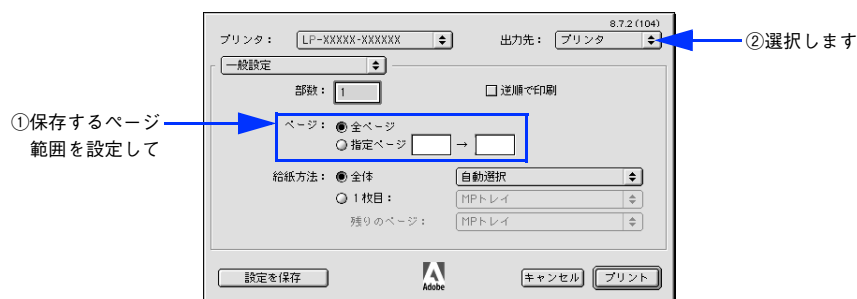 8.7.2 (104)
プリンタ： LP-XXXXX-XXXXXX 出力先： プリンタ
②選択します
一般設定
部数： 1 逆順で印刷
①保存するページ
範囲を設定して
ページ： 全ページ
指定ページ →
給紙方法： 全体 自動選択
1 枚目： MPトレイ
残りのページ： MPトレイ
設定を保存 Adobe キャンセル プリント